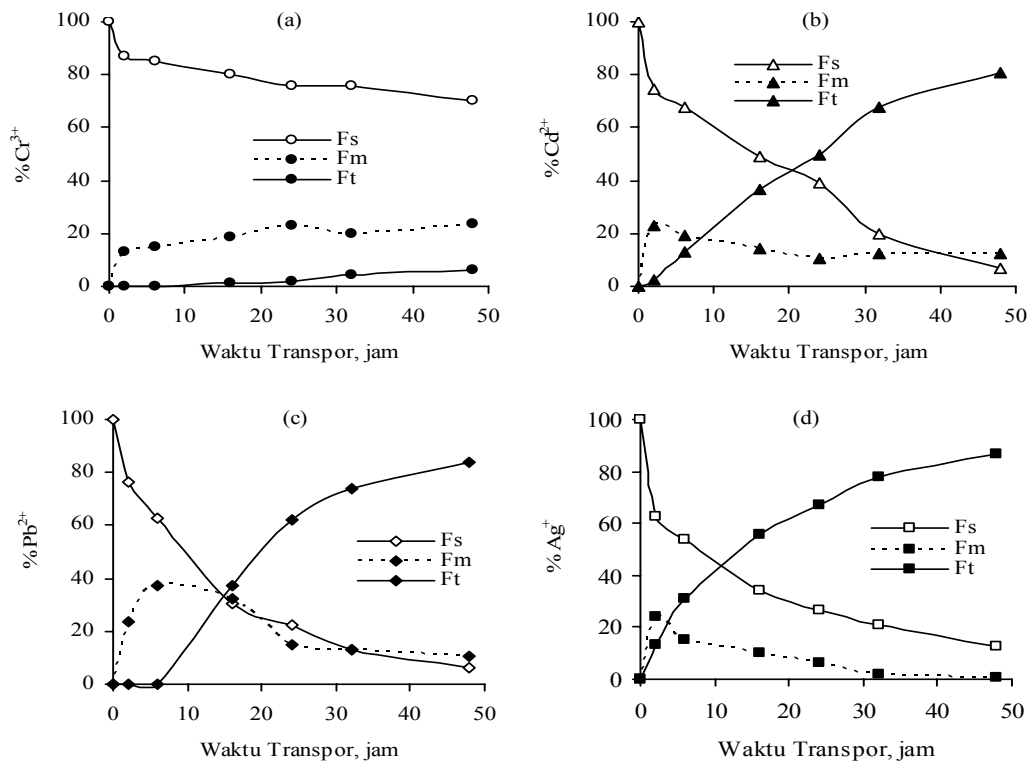 (a)
100
80
60
40
20
0
%Cr³⁺
Fs
Fm
Ft
0 10 20 30 40 50
Waktu Transpor, jam
(b)
100
80
60
40
20
0
%Cd²⁺
Fs
Fm
Ft
0 10 20 30 40 50
Waktu Transpor, jam
(c)
100
80
60
40
20
0
%Pb²⁺
Fs
Fm
Ft
0 10 20 30 40 50
Waktu Transpor, jam
(d)
100
80
60
40
20
0
%Ag⁺
Fs
Fm
Ft
0 10 20 30 40 50
Waktu Transpor, jam